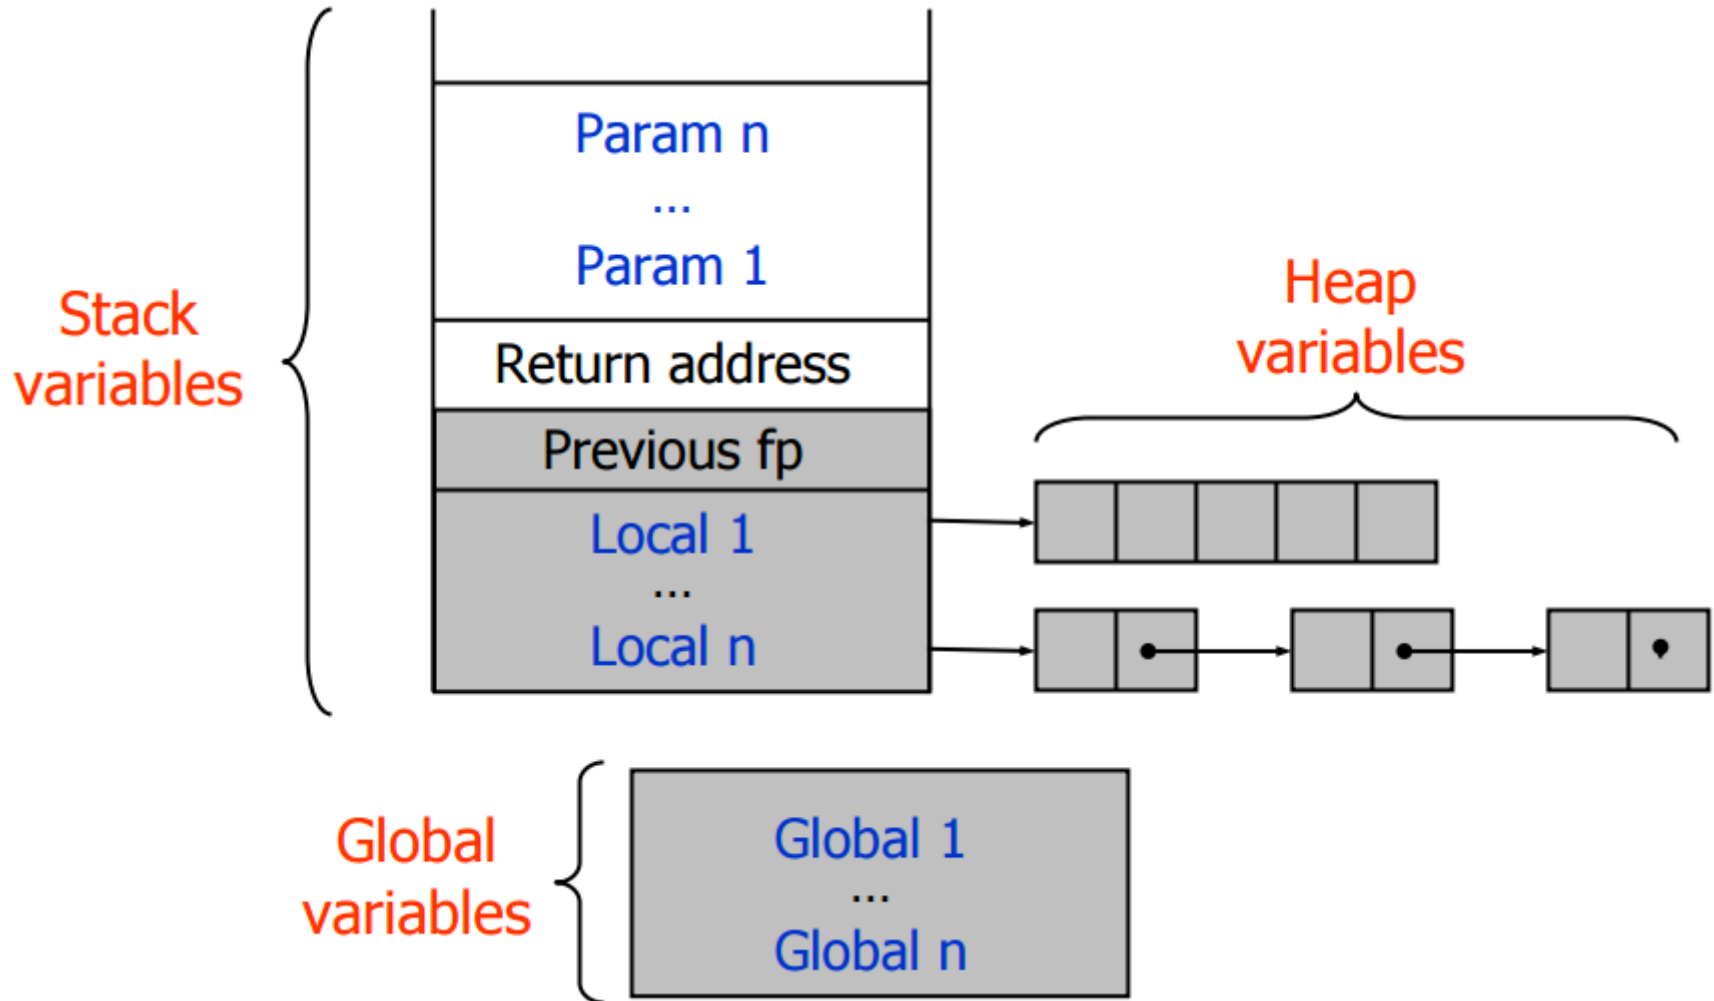 Param n
...
Param 1
Stack
variables
Return address
Heap
variables
Previous fp
Local 1
...
Local n
Global
variables
Global 1
...
Global n